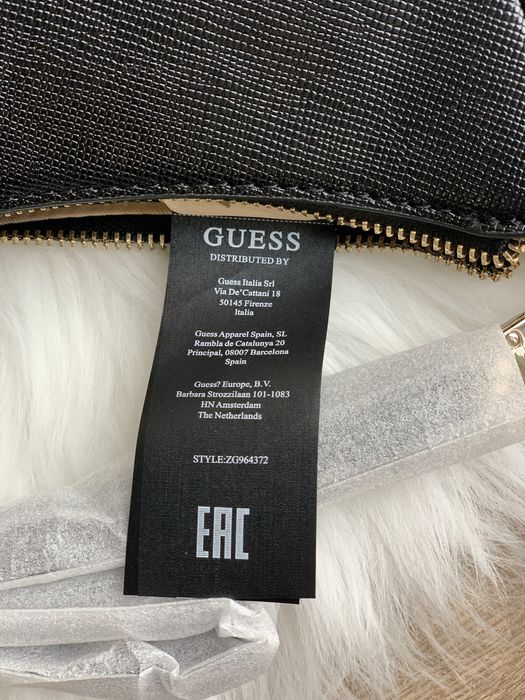 GUESS
DISTRIBUTED BY
Guess Italia Srl
Via De'Cattani 18
50145 Firenze
Italia
Guess Apparel Spain, SL
Rambla de Catalunya 20
Principal, 08007 Barcelona
Spain
Guess? Europe, B.V.
Barbara Strozzilaan 101-1083
HN Amsterdam
The Netherlands
STYLE:ZG964372
EAC